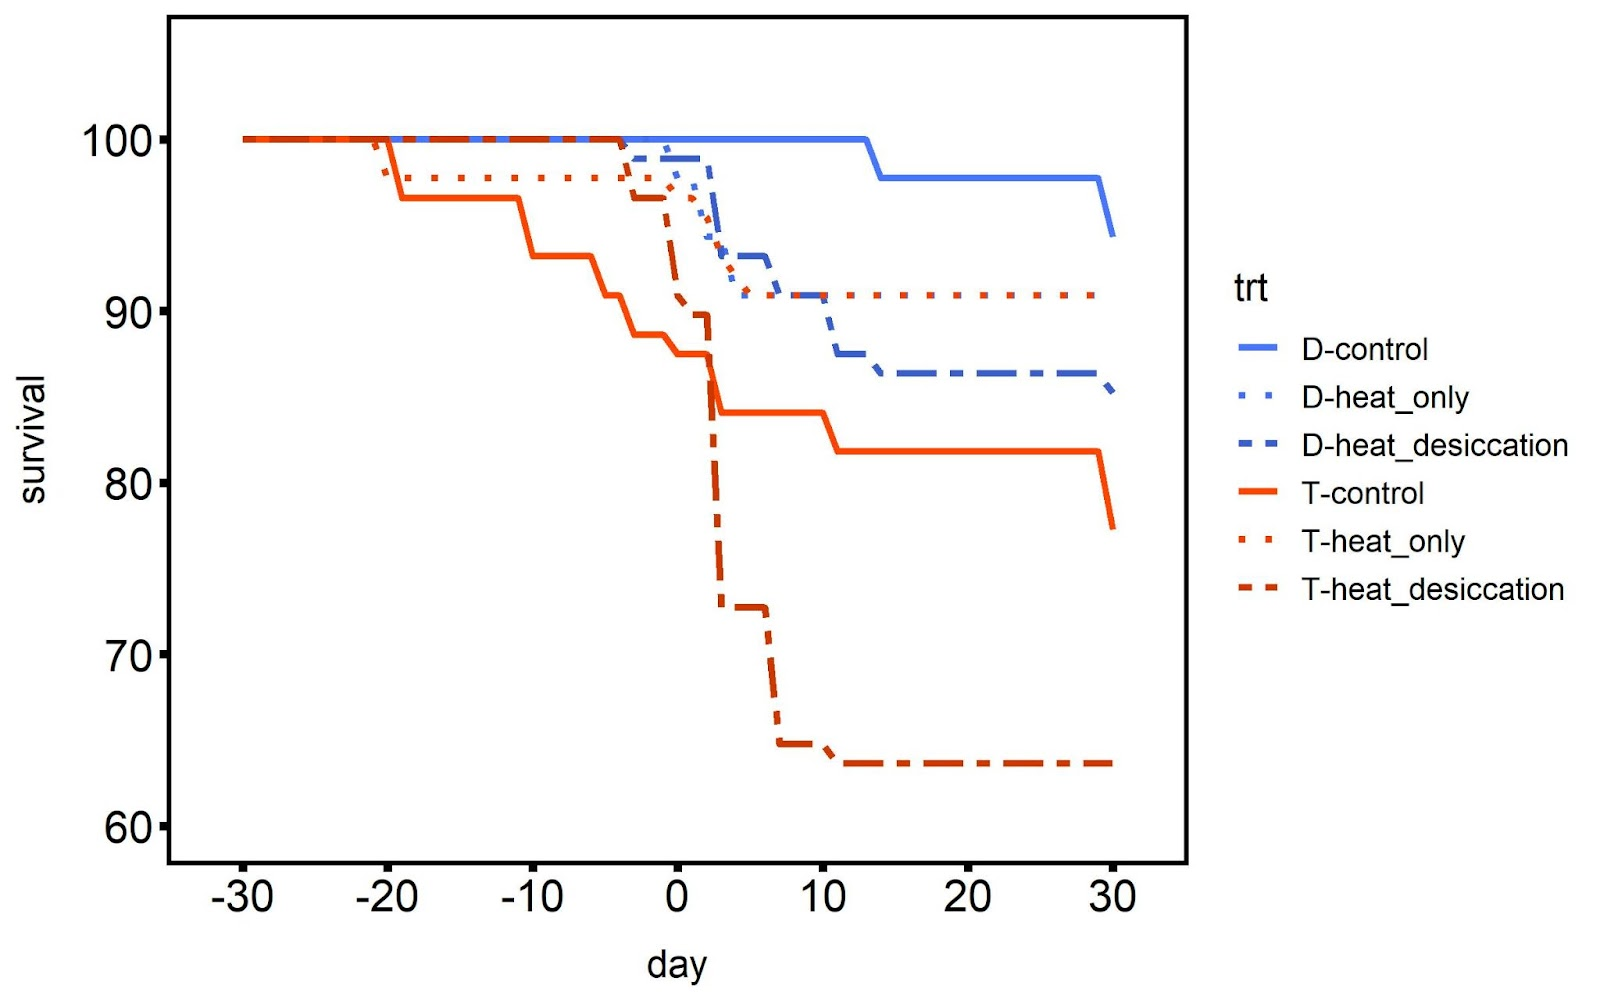 100
90
80
70
60
survival
-30 -20 -10 0 10 20 30
day
trt
D-control
D-heat_only
D-heat_desiccation
T-control
T-heat_only
T-heat_desiccation